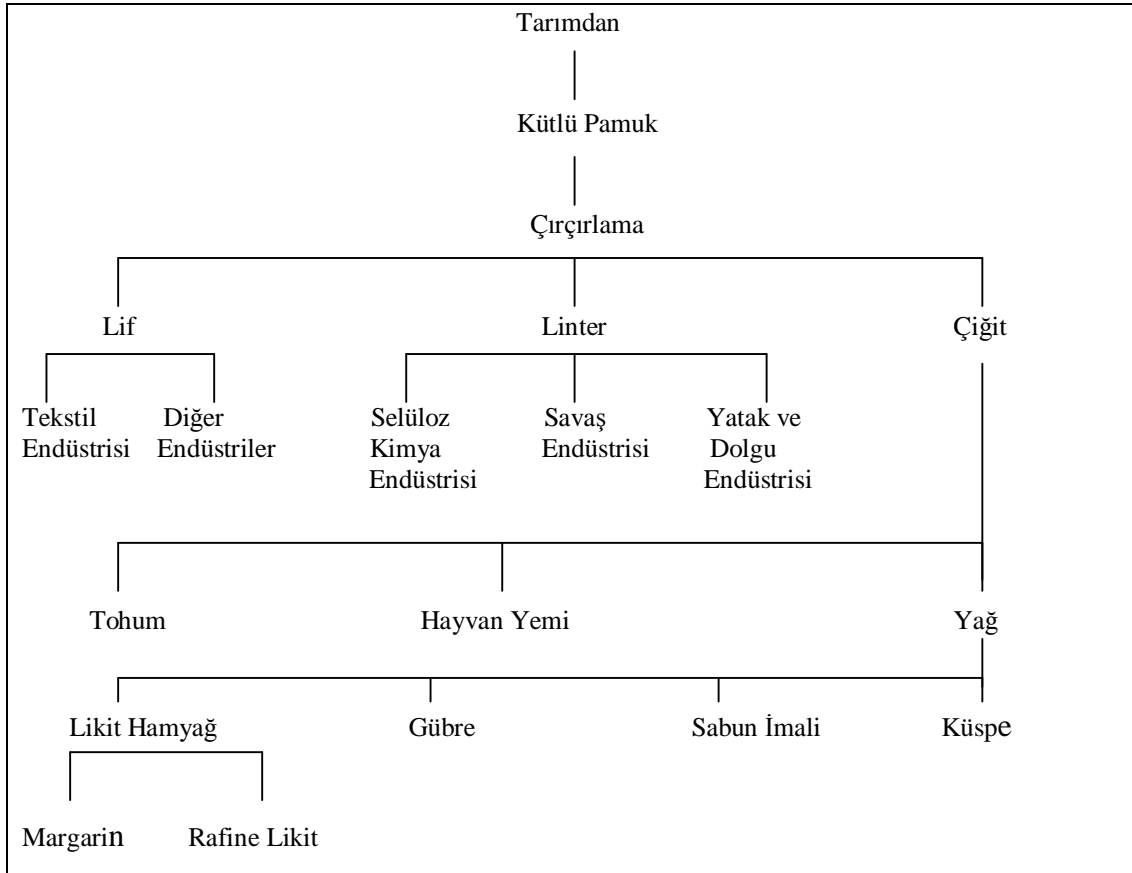 Tarımdan
Kütlü Pamuk
Çırçırlama
Lif Linter Çiğit
Tekstil Diğer Selüloz Savaş Yatak ve
Endüstrisi Endüstriler Kimya Endüstrisi Dolgu
Endüstrisi Endüstrisi
Tohum Hayvan Yemi Yağ
Likit Hamyağ Gübre Sabun İmali Küspe
Margarin Rafine Likit